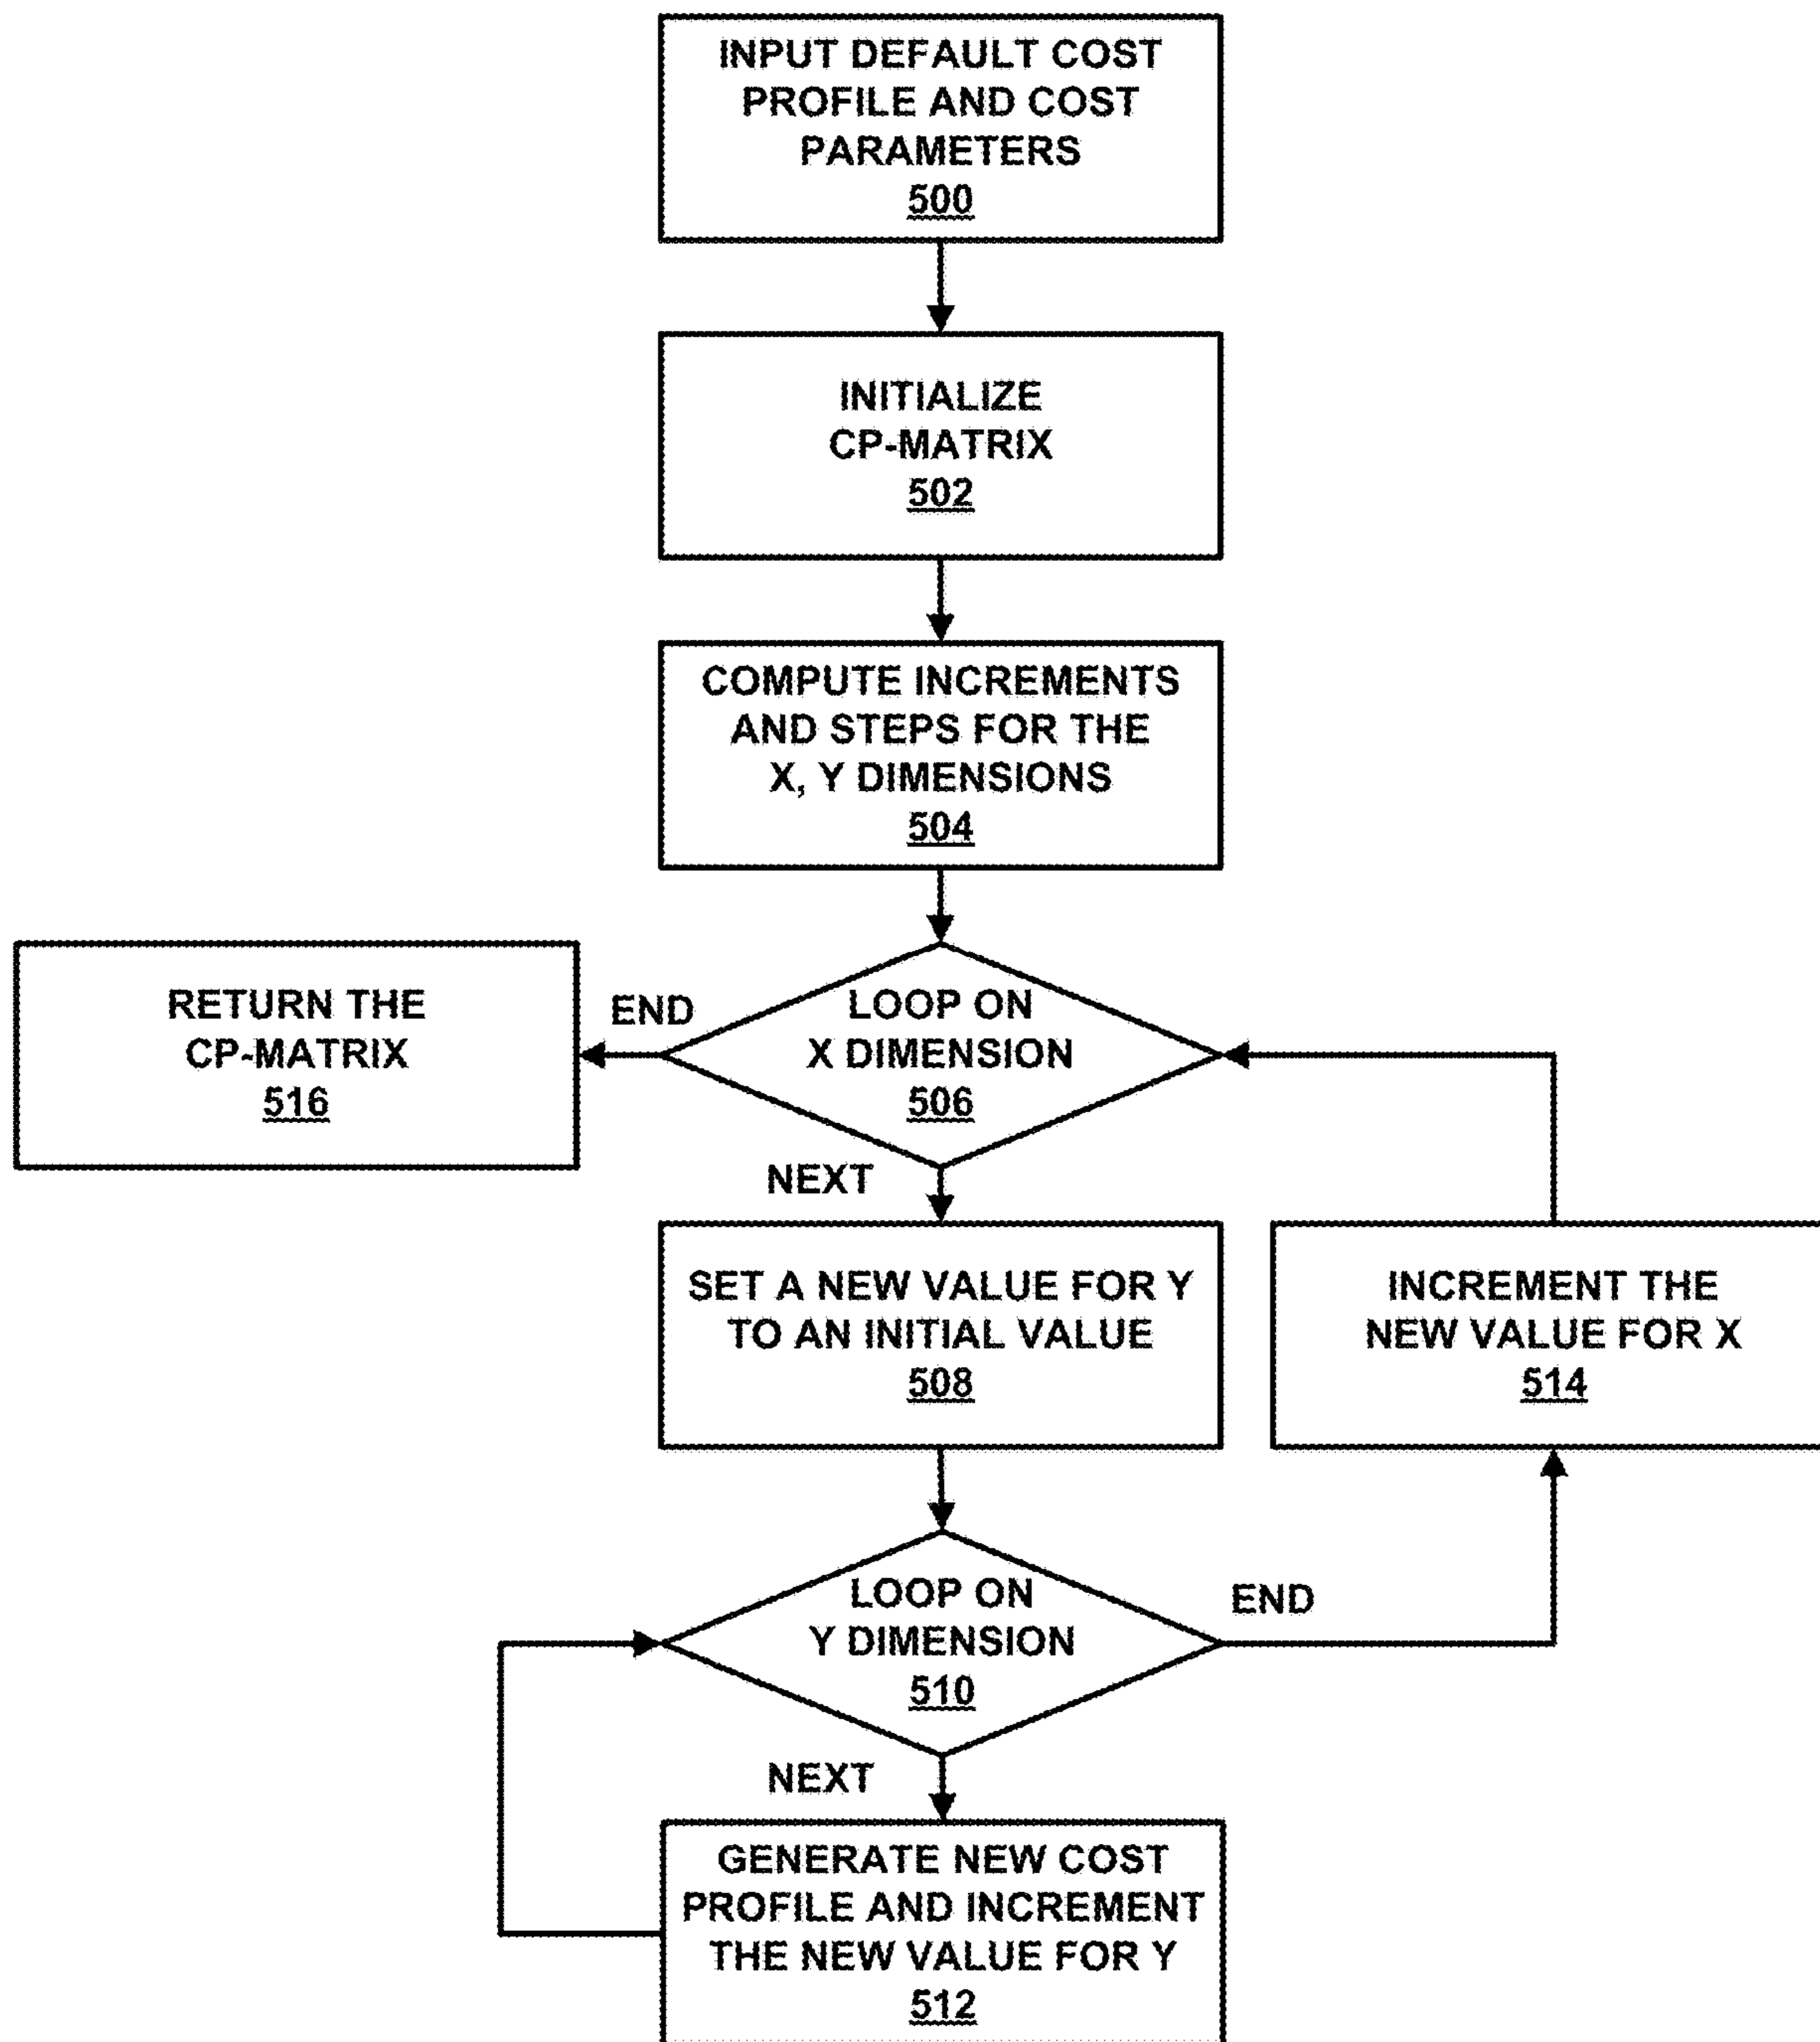 INPUT DEFAULT COST
PROFILE AND COST
PARAMETERS
500
INITIALIZE
CP-MATRIX
502
COMPUTE INCREMENTS
AND STEPS FOR THE
X, Y DIMENSIONS
504
RETURN THE
CP-MATRIX
516
END
LOOP ON
X DIMENSION
506
NEXT
SET A NEW VALUE FOR Y
TO AN INITIAL VALUE
508
INCREMENT THE
NEW VALUE FOR X
514
LOOP ON
Y DIMENSION
510
END
NEXT
GENERATE NEW COST
PROFILE AND INCREMENT
THE NEW VALUE FOR Y
512